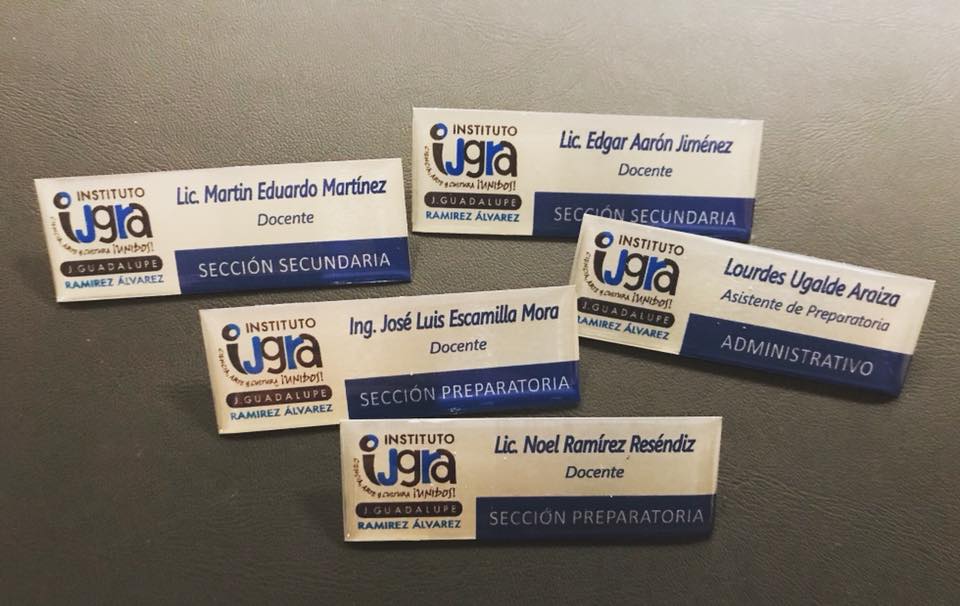 INSTITUTO
ijgra
CIENCIA, ARTE y CULTURA ¡UNIDOS!
J.GUADALUPE
RAMIREZ ÁLVAREZ
Lic. Martin Eduardo Martínez
Docente
SECCIÓN SECUNDARIA
INSTITUTO
ijgra
CIENCIA, ARTE y CULTURA ¡UNIDOS!
J.GUADALUPE
RAMIREZ ÁLVAREZ
Lic. Edgar Aarón Jiménez
Docente
SECCIÓN SECUNDARIA
INSTITUTO
ijgra
CIENCIA, ARTE y CULTURA ¡UNIDOS!
J.GUADALUPE
RAMIREZ ÁLVAREZ
Lourdes Ugalde Araiza
Asistente de Preparatoria
ADMINISTRATIVO
INSTITUTO
ijgra
CIENCIA, ARTE y CULTURA ¡UNIDOS!
J.GUADALUPE
RAMIREZ ÁLVAREZ
Ing. José Luis Escamilla Mora
Docente
SECCIÓN PREPARATORIA
INSTITUTO
ijgra
CIENCIA, ARTE y CULTURA ¡UNIDOS!
J.GUADALUPE
RAMIREZ ÁLVAREZ
Lic. Noel Ramírez Reséndiz
Docente
SECCIÓN PREPARATORIA